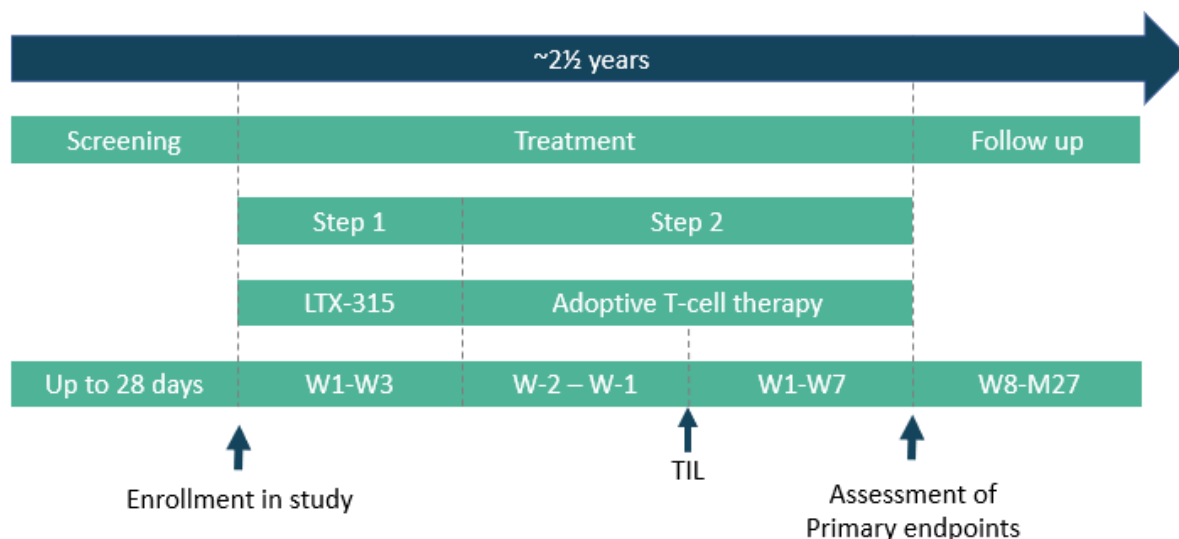 ~2½ years
Screening
Treatment
Follow up
Step 1
Step 2
LTX-315
Adoptive T-cell therapy
Up to 28 days
W1-W3
W-2 – W-1
W1-W7
W8-M27
Enrollment in study
TIL
Assessment of
Primary endpoints